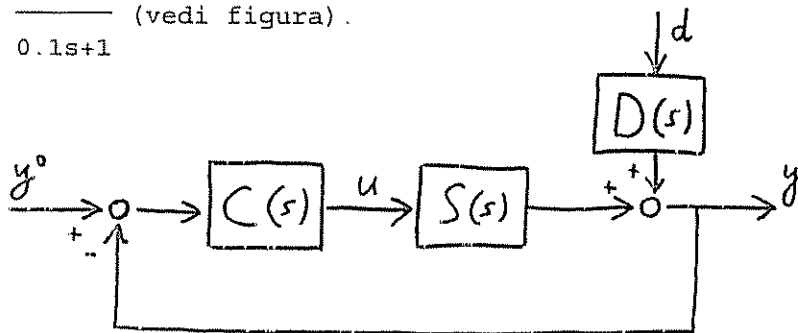 (vedi figura).
0.1s+1
d
D(s)
y° C(s) u S(s) y
+ -
+ +